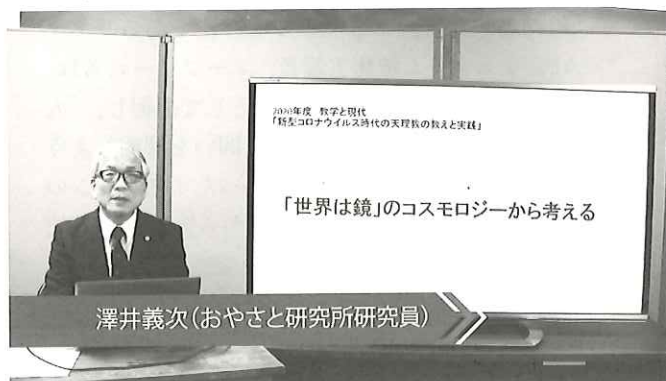 2020年度 教学と現代
「新型コロナウイルス時代の天理教の教えと実践」
「世界は鏡」のコスモロジーから考える
澤井義次(おやさと研究所研究員)